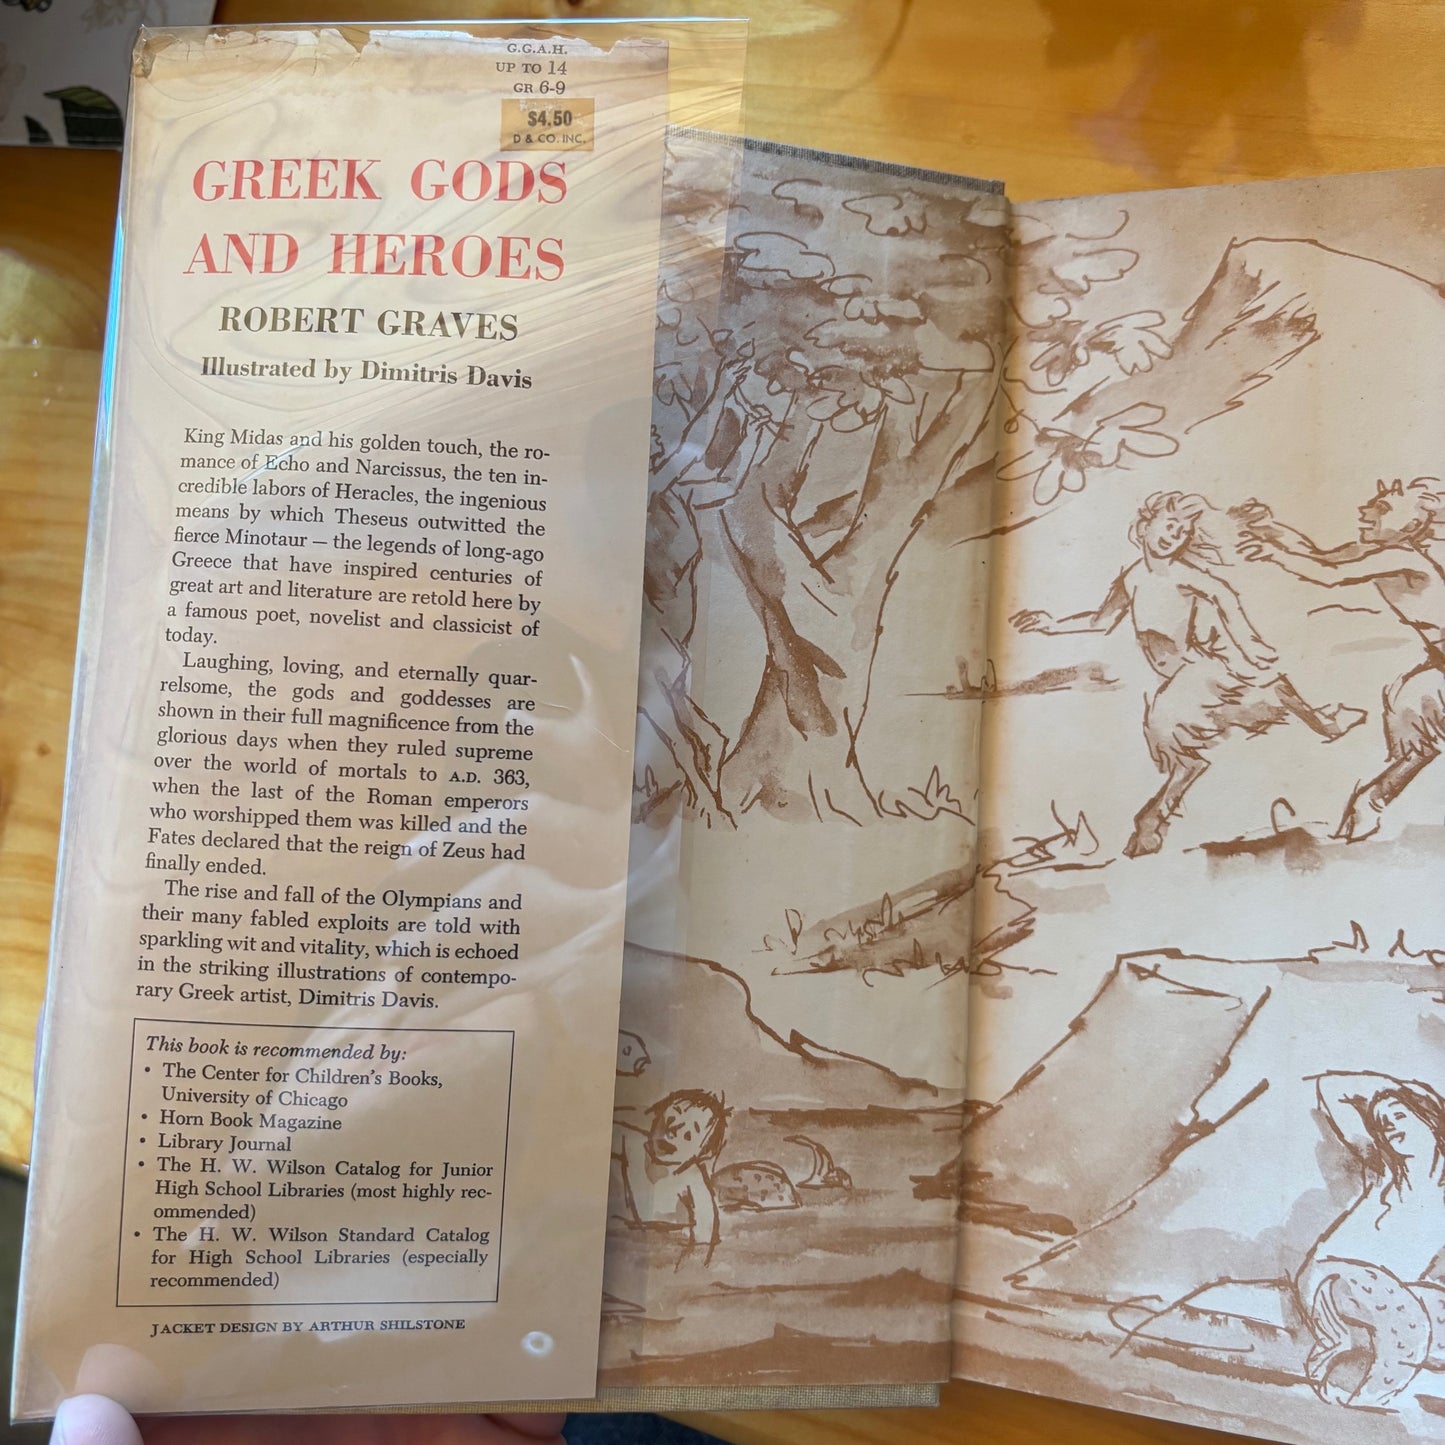 G.G.A.H.
UP TO 14
GR 6-9
$4.50
D & CO. INC.
GREEK GODS
AND HEROES
ROBERT GRAVES
Illustrated by Dimitris Davis
King Midas and his golden touch, the ro-
mance of Echo and Narcissus, the ten in-
credible labors of Heracles, the ingenious
means by which Theseus outwitted the
fierce Minotaur — the legends of long-ago
Greece that have inspired centuries of
great art and literature are retold here by
a famous poet, novelist and classicist of
today.
Laughing, loving, and eternally quar-
relsome, the gods and goddesses are
shown in their full magnificence from the
glorious days when they ruled supreme
over the world of mortals to A.D. 363,
when the last of the Roman emperors
who worshipped them was killed and the
Fates declared that the reign of Zeus had
finally ended.
The rise and fall of the Olympians and
their many fabled exploits are told with
sparkling wit and vitality, which is echoed
in the striking illustrations of contempo-
rary Greek artist, Dimitris Davis.
This book is recommended by:
• The Center for Children's Books,
University of Chicago
• Horn Book Magazine
• Library Journal
• The H. W. Wilson Catalog for Junior
High School Libraries (most highly rec-
ommended)
• The H. W. Wilson Standard Catalog
for High School Libraries (especially
recommended)
JACKET DESIGN BY ARTHUR SHILSTONE